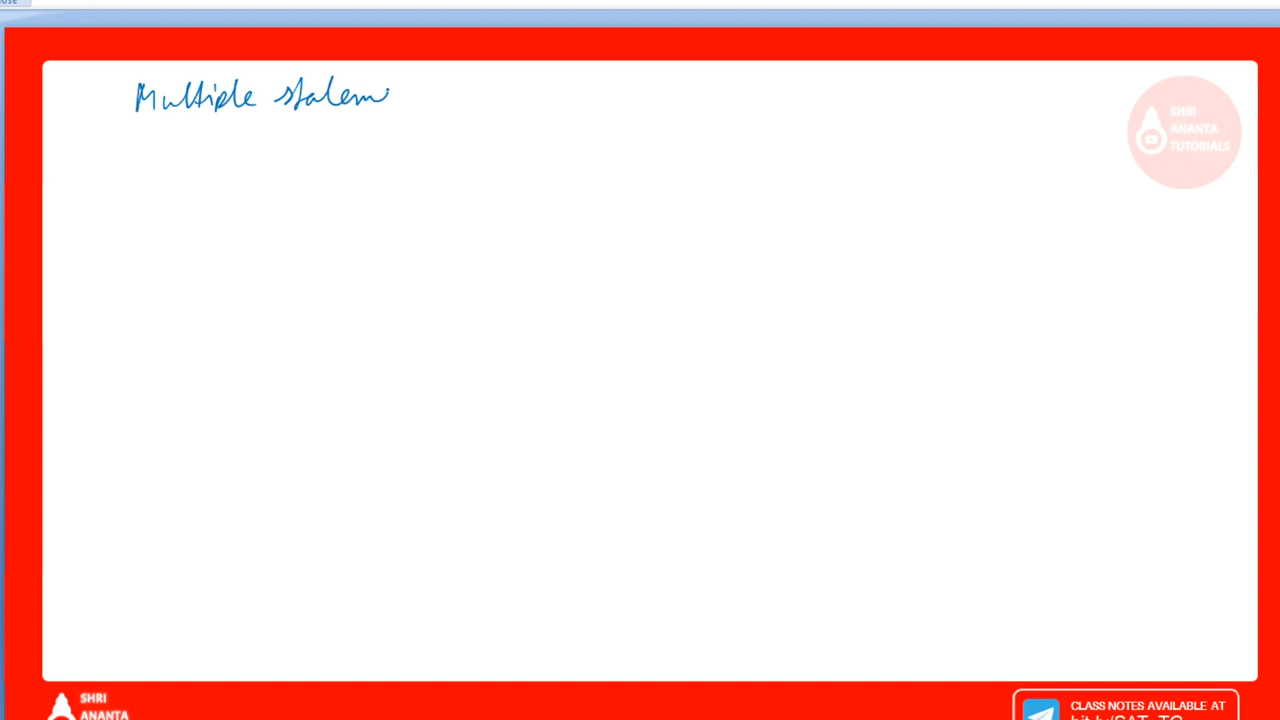 Multiple statem
SHRI
ANANTA
TUTORIALS
SHRI
ANANTA
CLASS NOTES AVAILABLE AT